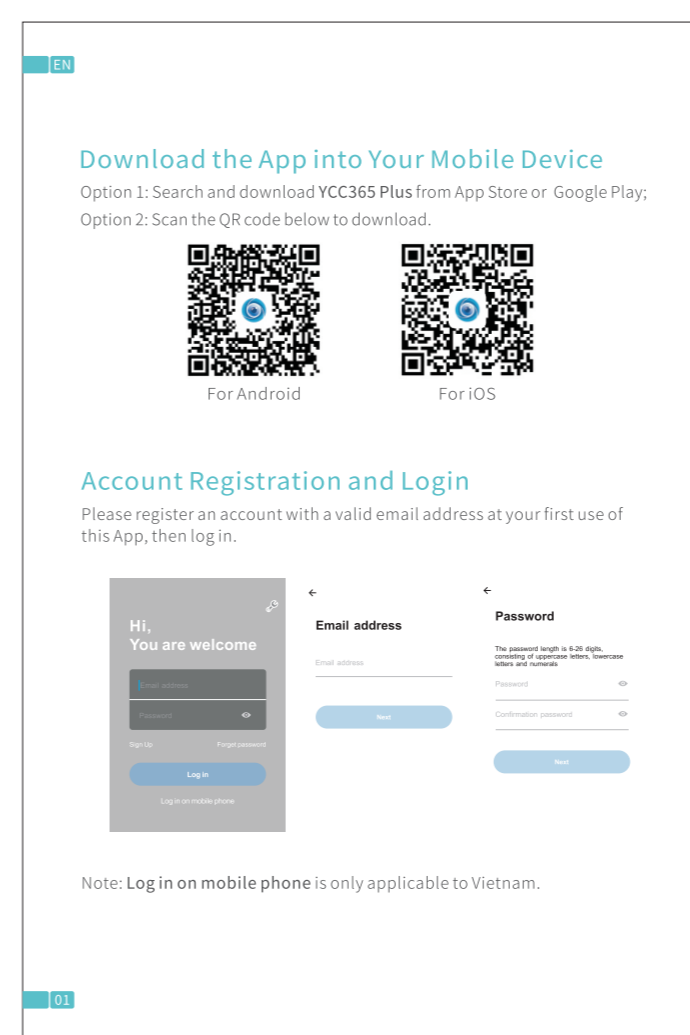 EN
Download the App into Your Mobile Device
Option 1: Search and download YCC365 Plus from App Store or Google Play;
Option 2: Scan the QR code below to download.
For Android
For iOS
Account Registration and Login
Please register an account with a valid email address at your first use of
this App, then log in.
Hi,
You are welcome
Email address
Password
Sign Up
Forget password
Log in
Log in on mobile phone
Email address
Email address
Next
Password
The password length is 6-26 digits,
consisting of uppercase letters, lowercase
letters and numerals
Password
Confirmation password
Next
Note: Log in on mobile phone is only applicable to Vietnam.
01